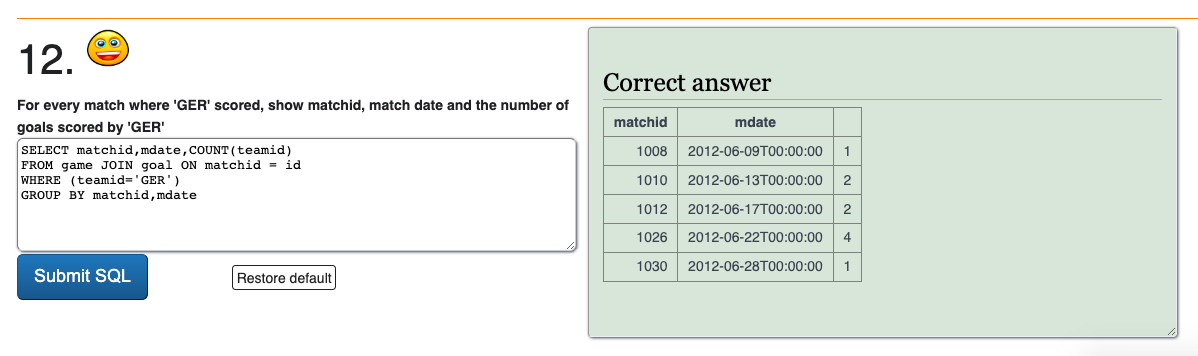 12.
For every match where 'GER' scored, show matchid, match date and the number of
goals scored by 'GER'
SELECT matchid,mdate,COUNT(teamid)
FROM game JOIN goal ON matchid = id
WHERE (teamid='GER')
GROUP BY matchid,mdate
Submit SQL
Restore default
Correct answer
matchid mdate
1008 2012-06-09T00:00:00 1
1010 2012-06-13T00:00:00 2
1012 2012-06-17T00:00:00 2
1026 2012-06-22T00:00:00 4
1030 2012-06-28T00:00:00 1